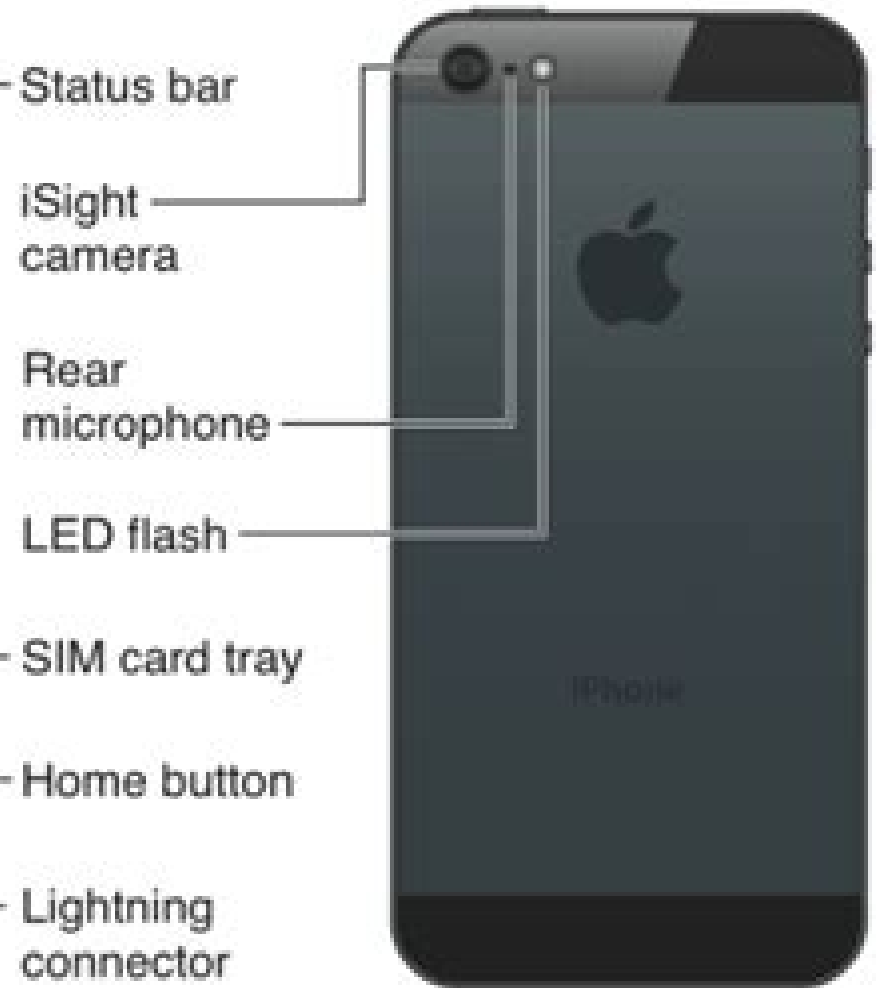 Status bar
iSight
camera
Rear
microphone
LED flash
SIM card tray
Home button
Lightning
connector
iPhone